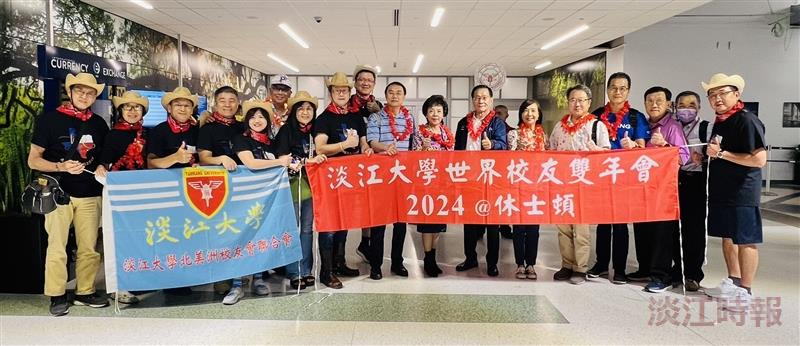 CURRENCY EXCHANGE
TAMKANG UNIVERSITY
淡江大學
淡江大學北美洲校友會聯合會
淡江大學世界校友雙年會
2024@休士頓
淡江時報